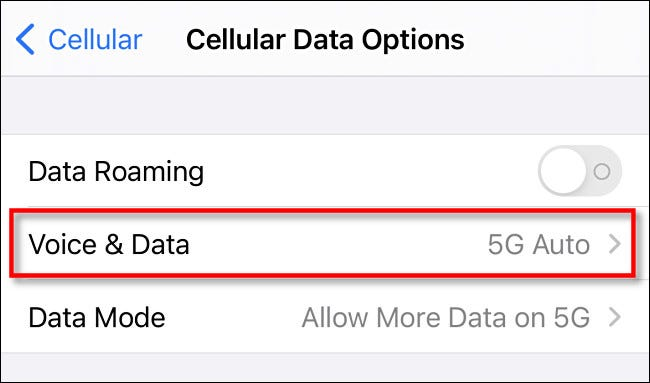 Cellular Cellular Data Options
Data Roaming
Voice & Data 5G Auto
Data Mode Allow More Data on 5G